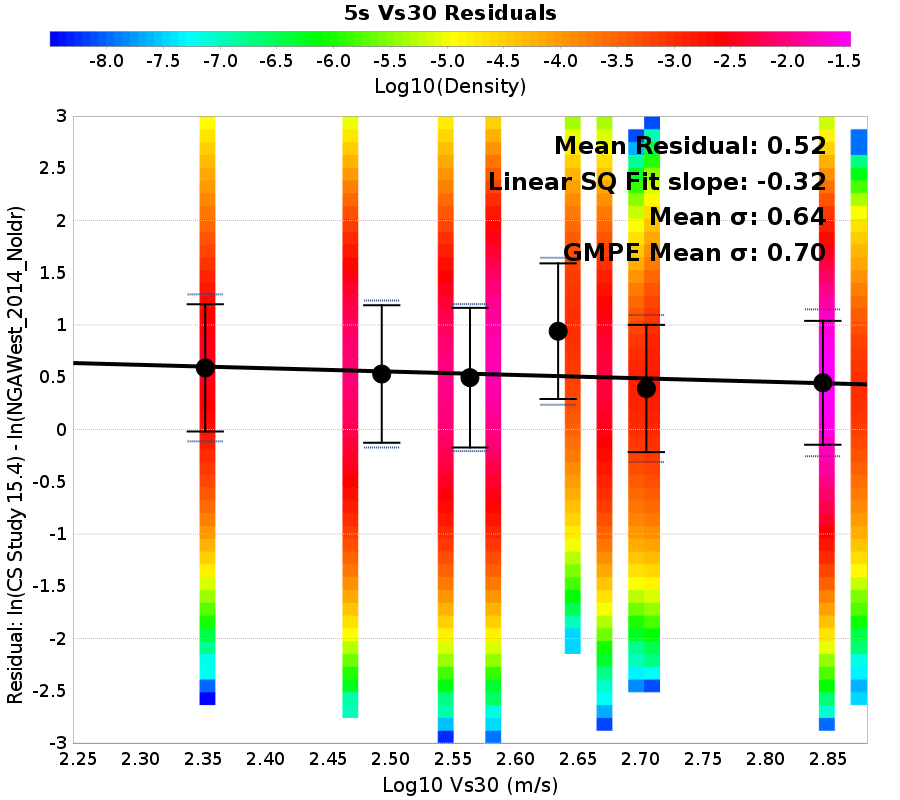 5s Vs30 Residuals
-8.0 -7.5 -7.0 -6.5 -6.0 -5.5 -5.0 -4.5 -4.0 -3.5 -3.0 -2.5 -2.0 -1.5
Log10(Density)
Mean Residual: 0.52
Linear SQ Fit slope: -0.32
Mean σ: 0.64
GMPE Mean σ: 0.70
Residual: ln(CS Study 15.4) - ln(NGAWest_2014_NoIdr)
3
2.5
2
1.5
1
0.5
0
-0.5
-1
-1.5
-2
-2.5
-3
2.25 2.30 2.35 2.40 2.45 2.50 2.55 2.60 2.65 2.70 2.75 2.80 2.85
Log10 Vs30 (m/s)